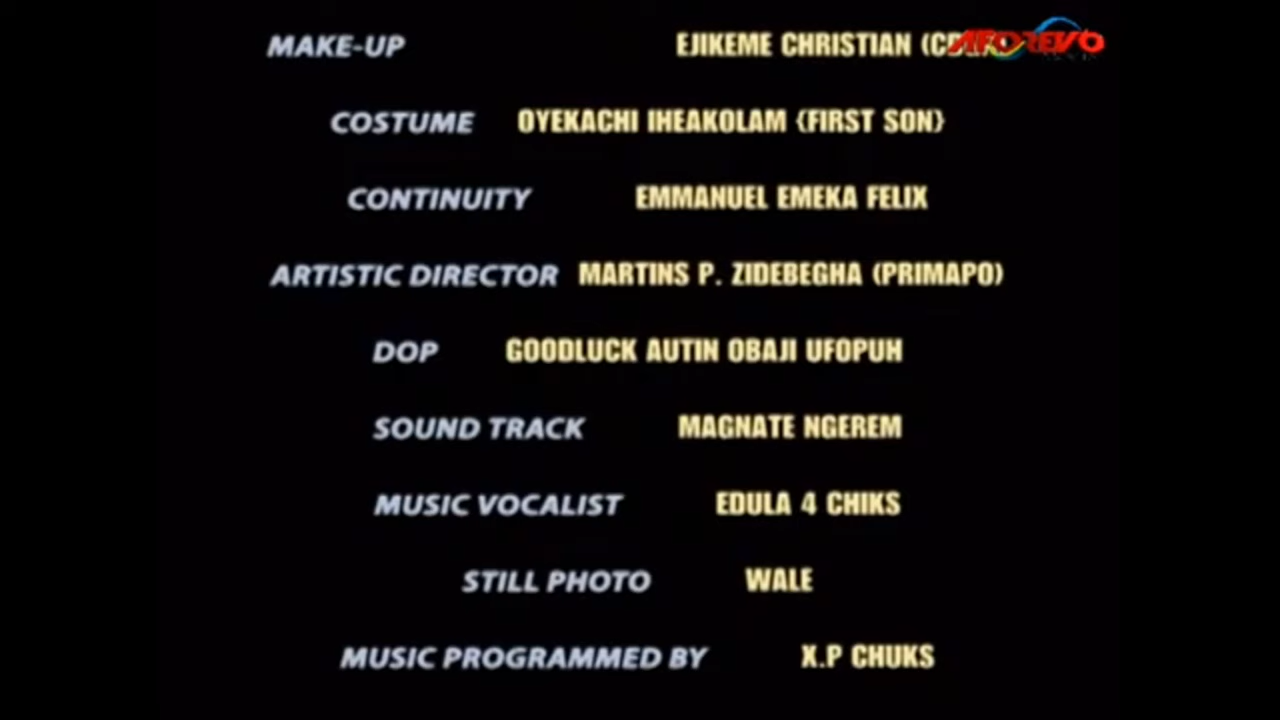 MAKE-UP EJIKEME CHRISTIAN
AFOREVO
COSTUME OYEKACHI IHEAKOLAM {FIRST SON}
CONTINUITY EMMANUEL EMEKA FELIX
ARTISTIC DIRECTOR MARTINS P. ZIDEBEGHA (PRIMAPO)
DOP GOODLUCK AUTIN OBAJI UFOPUH
SOUND TRACK MAGNATE NGEREM
MUSIC VOCALIST EDULA 4 CHIKS
STILL PHOTO WALE
MUSIC PROGRAMMED BY X.P CHUKS